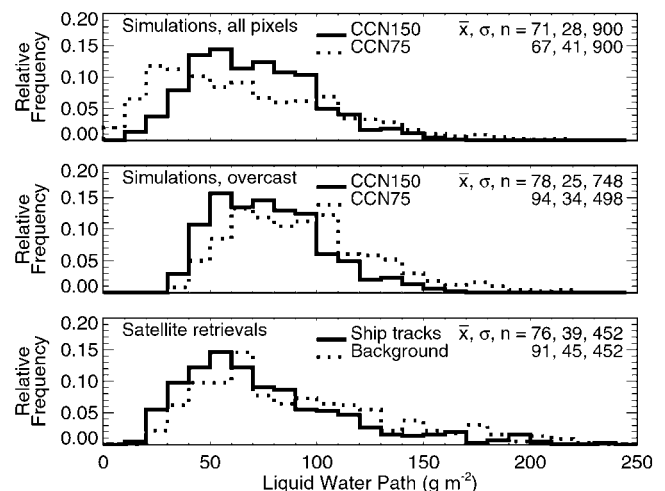 Simulations, all pixels
CCN150 x̄, σ, n = 71, 28, 900
CCN75 67, 41, 900
Relative Frequency
0.20
0.15
0.10
0.05
0.00
Simulations, overcast
CCN150 x̄, σ, n = 78, 25, 748
CCN75 94, 34, 498
Relative Frequency
0.20
0.15
0.10
0.05
0.00
Satellite retrievals
Ship tracks x̄, σ, n = 76, 39, 452
Background 91, 45, 452
Relative Frequency
0.20
0.15
0.10
0.05
0.00
0 50 100 150 200 250
Liquid Water Path (g m⁻²)